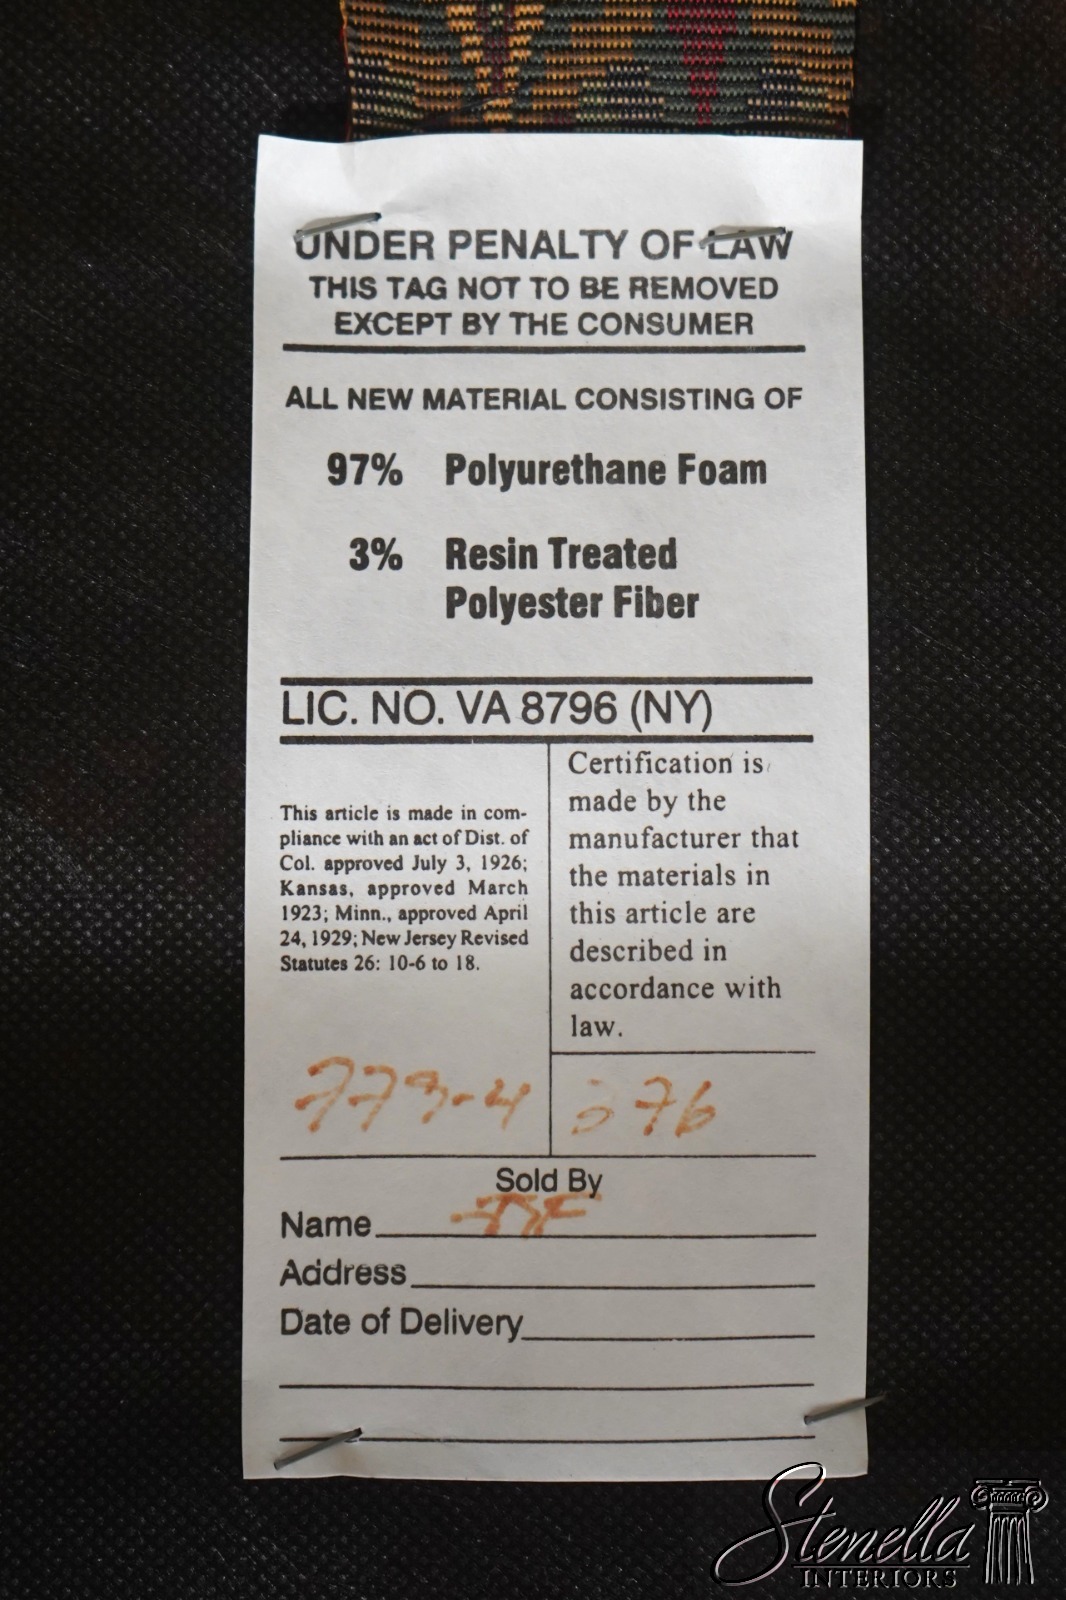 UNDER PENALTY OF LAW
THIS TAG NOT TO BE REMOVED
EXCEPT BY THE CONSUMER
ALL NEW MATERIAL CONSISTING OF
97% Polyurethane Foam
3% Resin Treated
Polyester Fiber
LIC. NO. VA 8796 (NY)
This article is made in com-
pliance with an act of Dist. of
Col. approved July 3, 1926;
Kansas, approved March
1923; Minn., approved April
24, 1929; New Jersey Revised
Statutes 26: 10-6 to 18.
Certification is
made by the
manufacturer that
the materials in
this article are
described in
accordance with
law.
779-4
376
Sold By
Name
Address
Date of Delivery
Stenella
INTERIORS